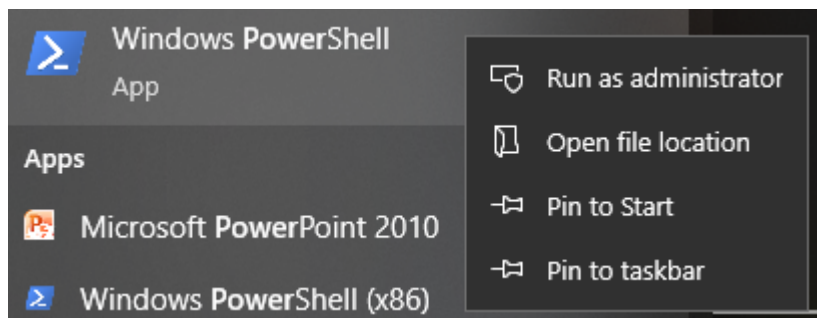 Windows PowerShell
App
Apps
Microsoft PowerPoint 2010
Windows PowerShell (x86)
Run as administrator
Open file location
Pin to Start
Pin to taskbar